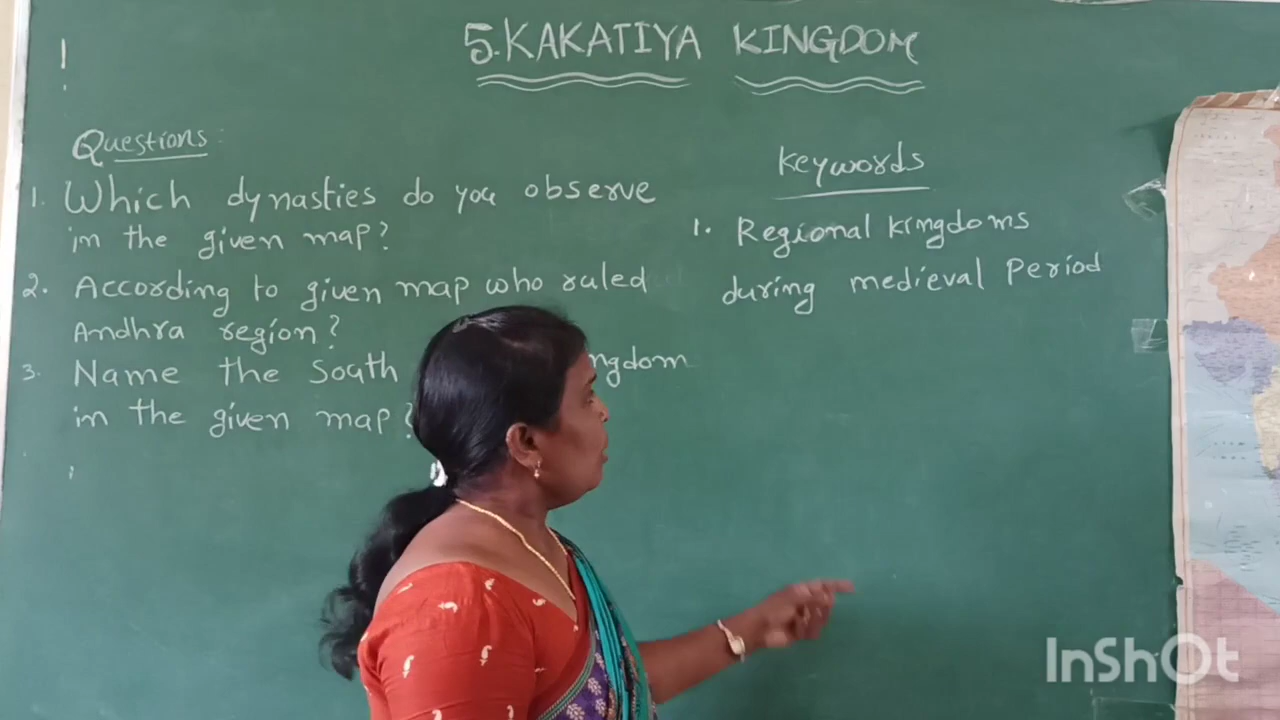 5. KAKATIYA KINGDOM
Questions:
1. Which dynasties do you observe
in the given map?
2. According to given map who ruled
Andhra region?
3. Name the South ngdom
in the given map?
Keywords
1. Regional kingdoms
during medieval Period
InShOt